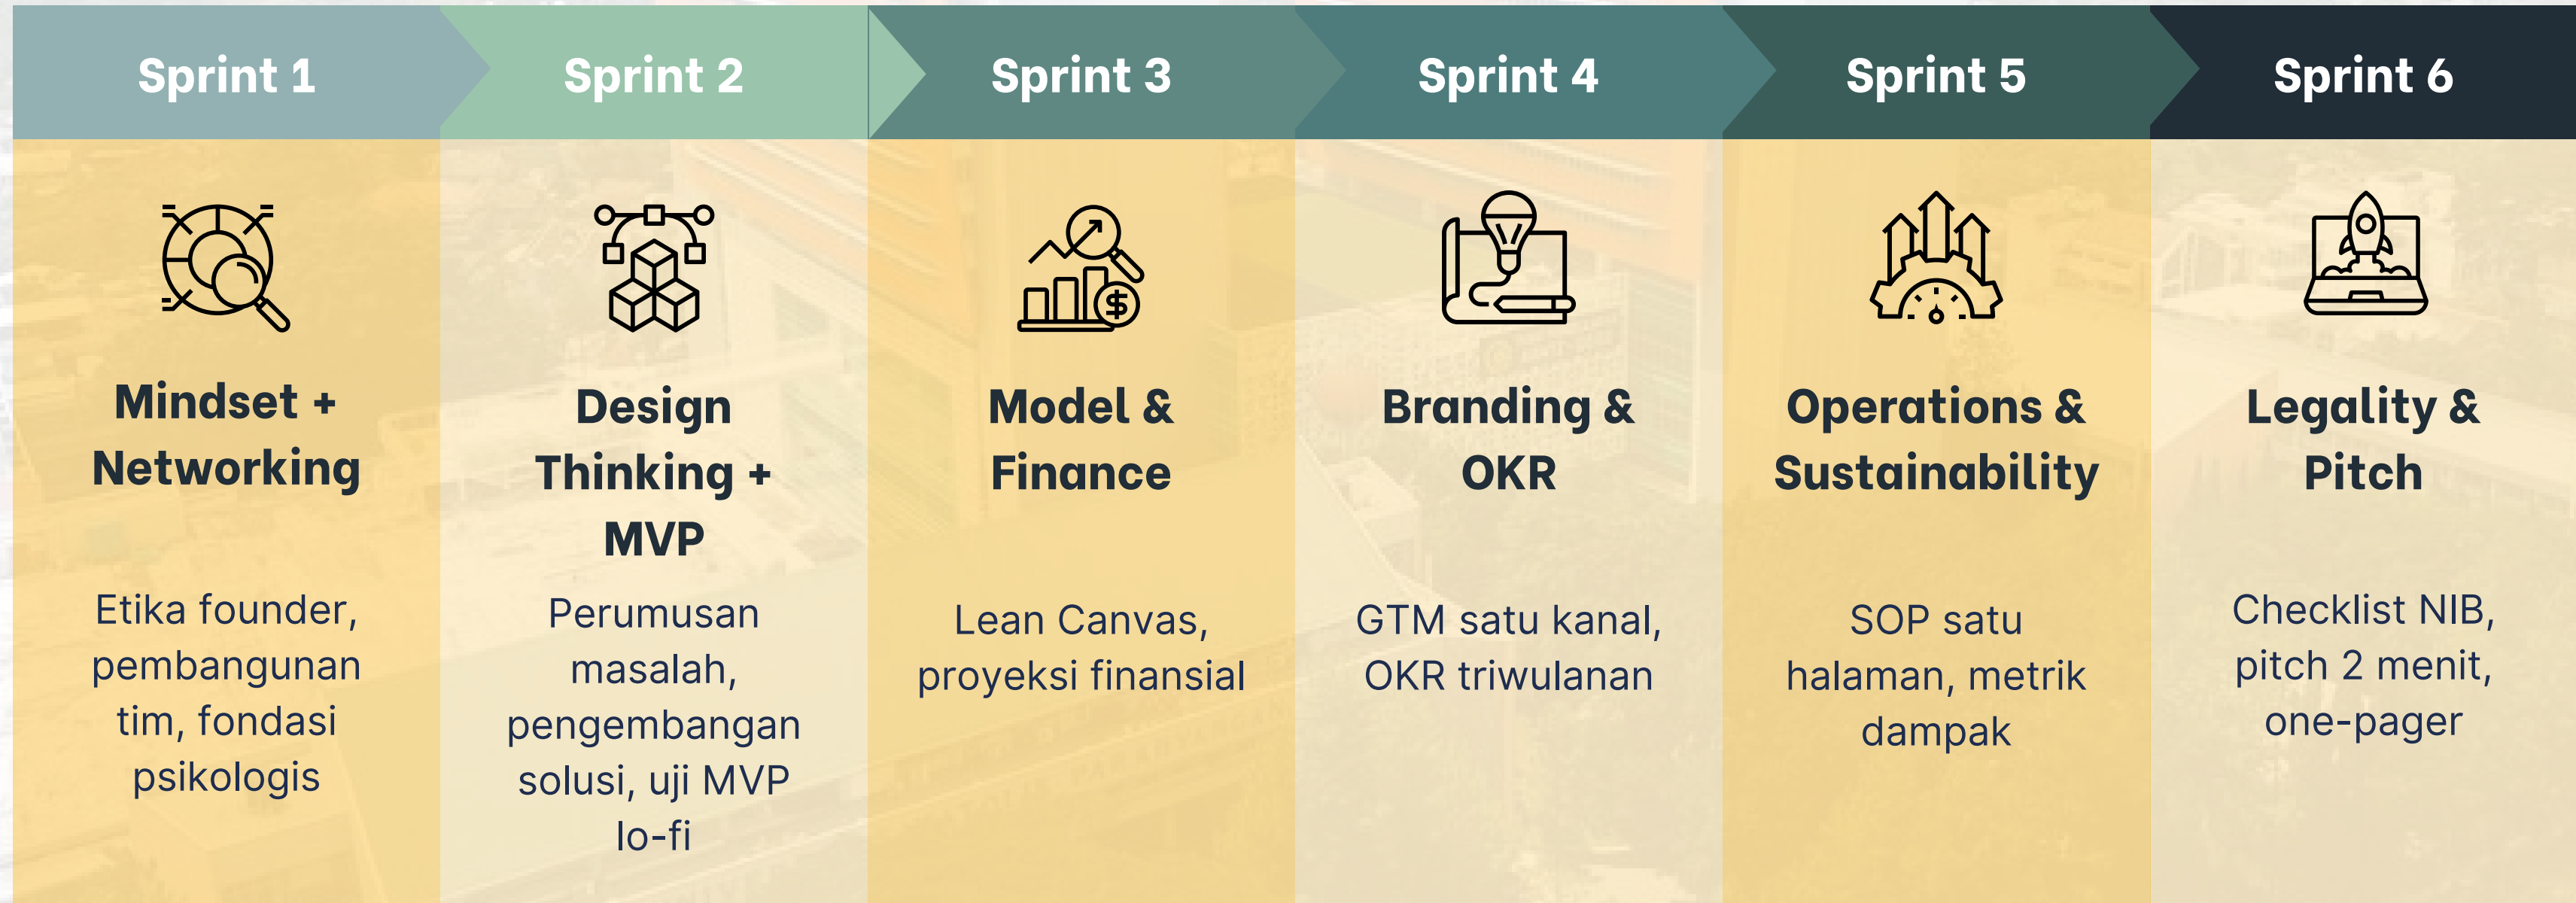 Sprint 1
Sprint 2
Sprint 3
Sprint 4
Sprint 5
Sprint 6
Mindset +
Networking
Etika founder,
pembangunan
tim, fondasi
psikologis
Design
Thinking +
MVP
Perumusan
masalah,
pengembangan
solusi, uji MVP
lo-fi
Model &
Finance
Lean Canvas,
proyeksi finansial
Branding &
OKR
GTM satu kanal,
OKR triwulanan
Operations &
Sustainability
SOP satu
halaman, metrik
dampak
Legality &
Pitch
Checklist NIB,
pitch 2 menit,
one-pager